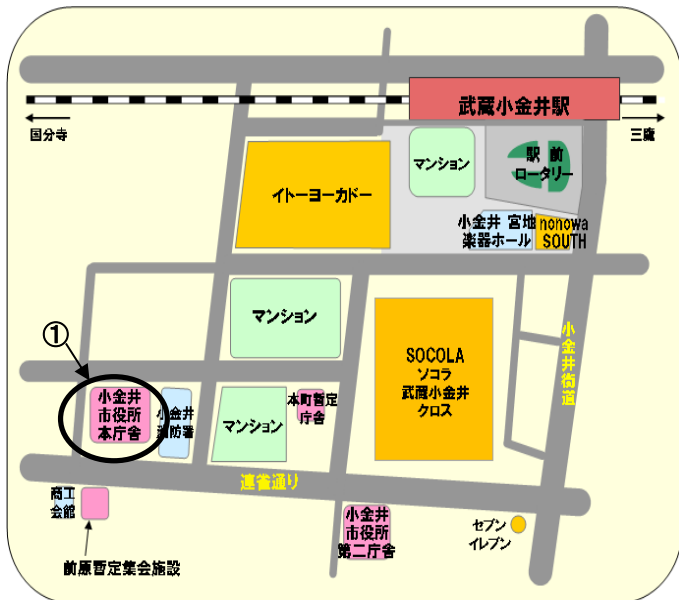 武蔵小金井駅
国分寺
三鷹
マンション
駅 前
ロータリー
イトーヨーカドー
小金井 宮地
楽器ホール
nonowa
SOUTH
マンション
①
SOCOLA
ソコラ
武蔵小金井
クロス
小金井街道
小金井
市役所
本庁舎
小金井
消防署
マンション
本町暫定
庁舎
連雀通り
商工
会館
小金井
市役所
第二庁舎
セブン
イレブン
前原暫定集会施設